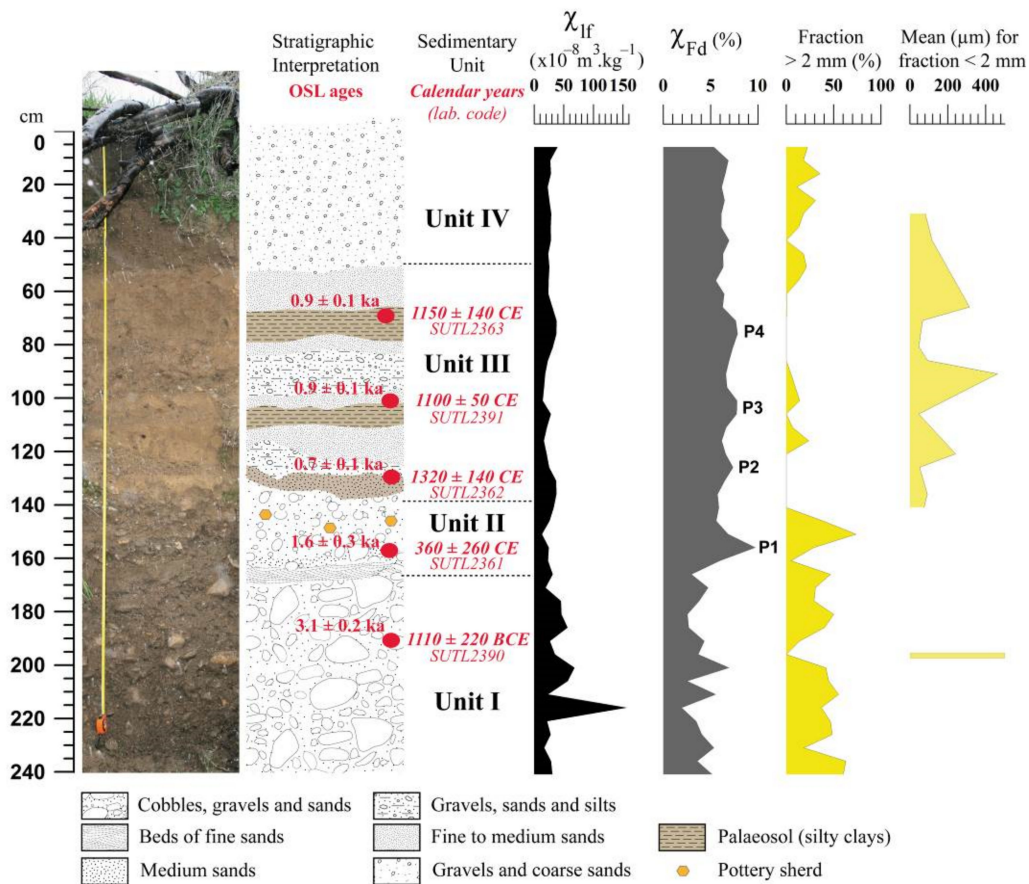 Stratigraphic
Interpretation
OSL ages
Sedimentary
Unit
Calendar years
(lab. code)
χlf
(x10⁻⁸m³.kg⁻¹)
0 50 100 150
χFd (%)
0 5 10
Fraction
> 2 mm (%)
0 50 100
Mean (µm) for
fraction < 2 mm
0 200 400
cm
0
20
40
60
80
100
120
140
160
180
200
220
240
Unit IV
0.9 ± 0.1 ka
1150 ± 140 CE
SUTL2363
P4
Unit III
0.9 ± 0.1 ka
1100 ± 50 CE
SUTL2391
P3
0.7 ± 0.1 ka
1320 ± 140 CE
SUTL2362
P2
Unit II
1.6 ± 0.3 ka
360 ± 260 CE
SUTL2361
P1
3.1 ± 0.2 ka
1110 ± 220 BCE
SUTL2390
Unit I
Cobbles, gravels and sands
Gravels, sands and silts
Beds of fine sands
Fine to medium sands
Palaeosol (silty clays)
Medium sands
Gravels and coarse sands
Pottery sherd